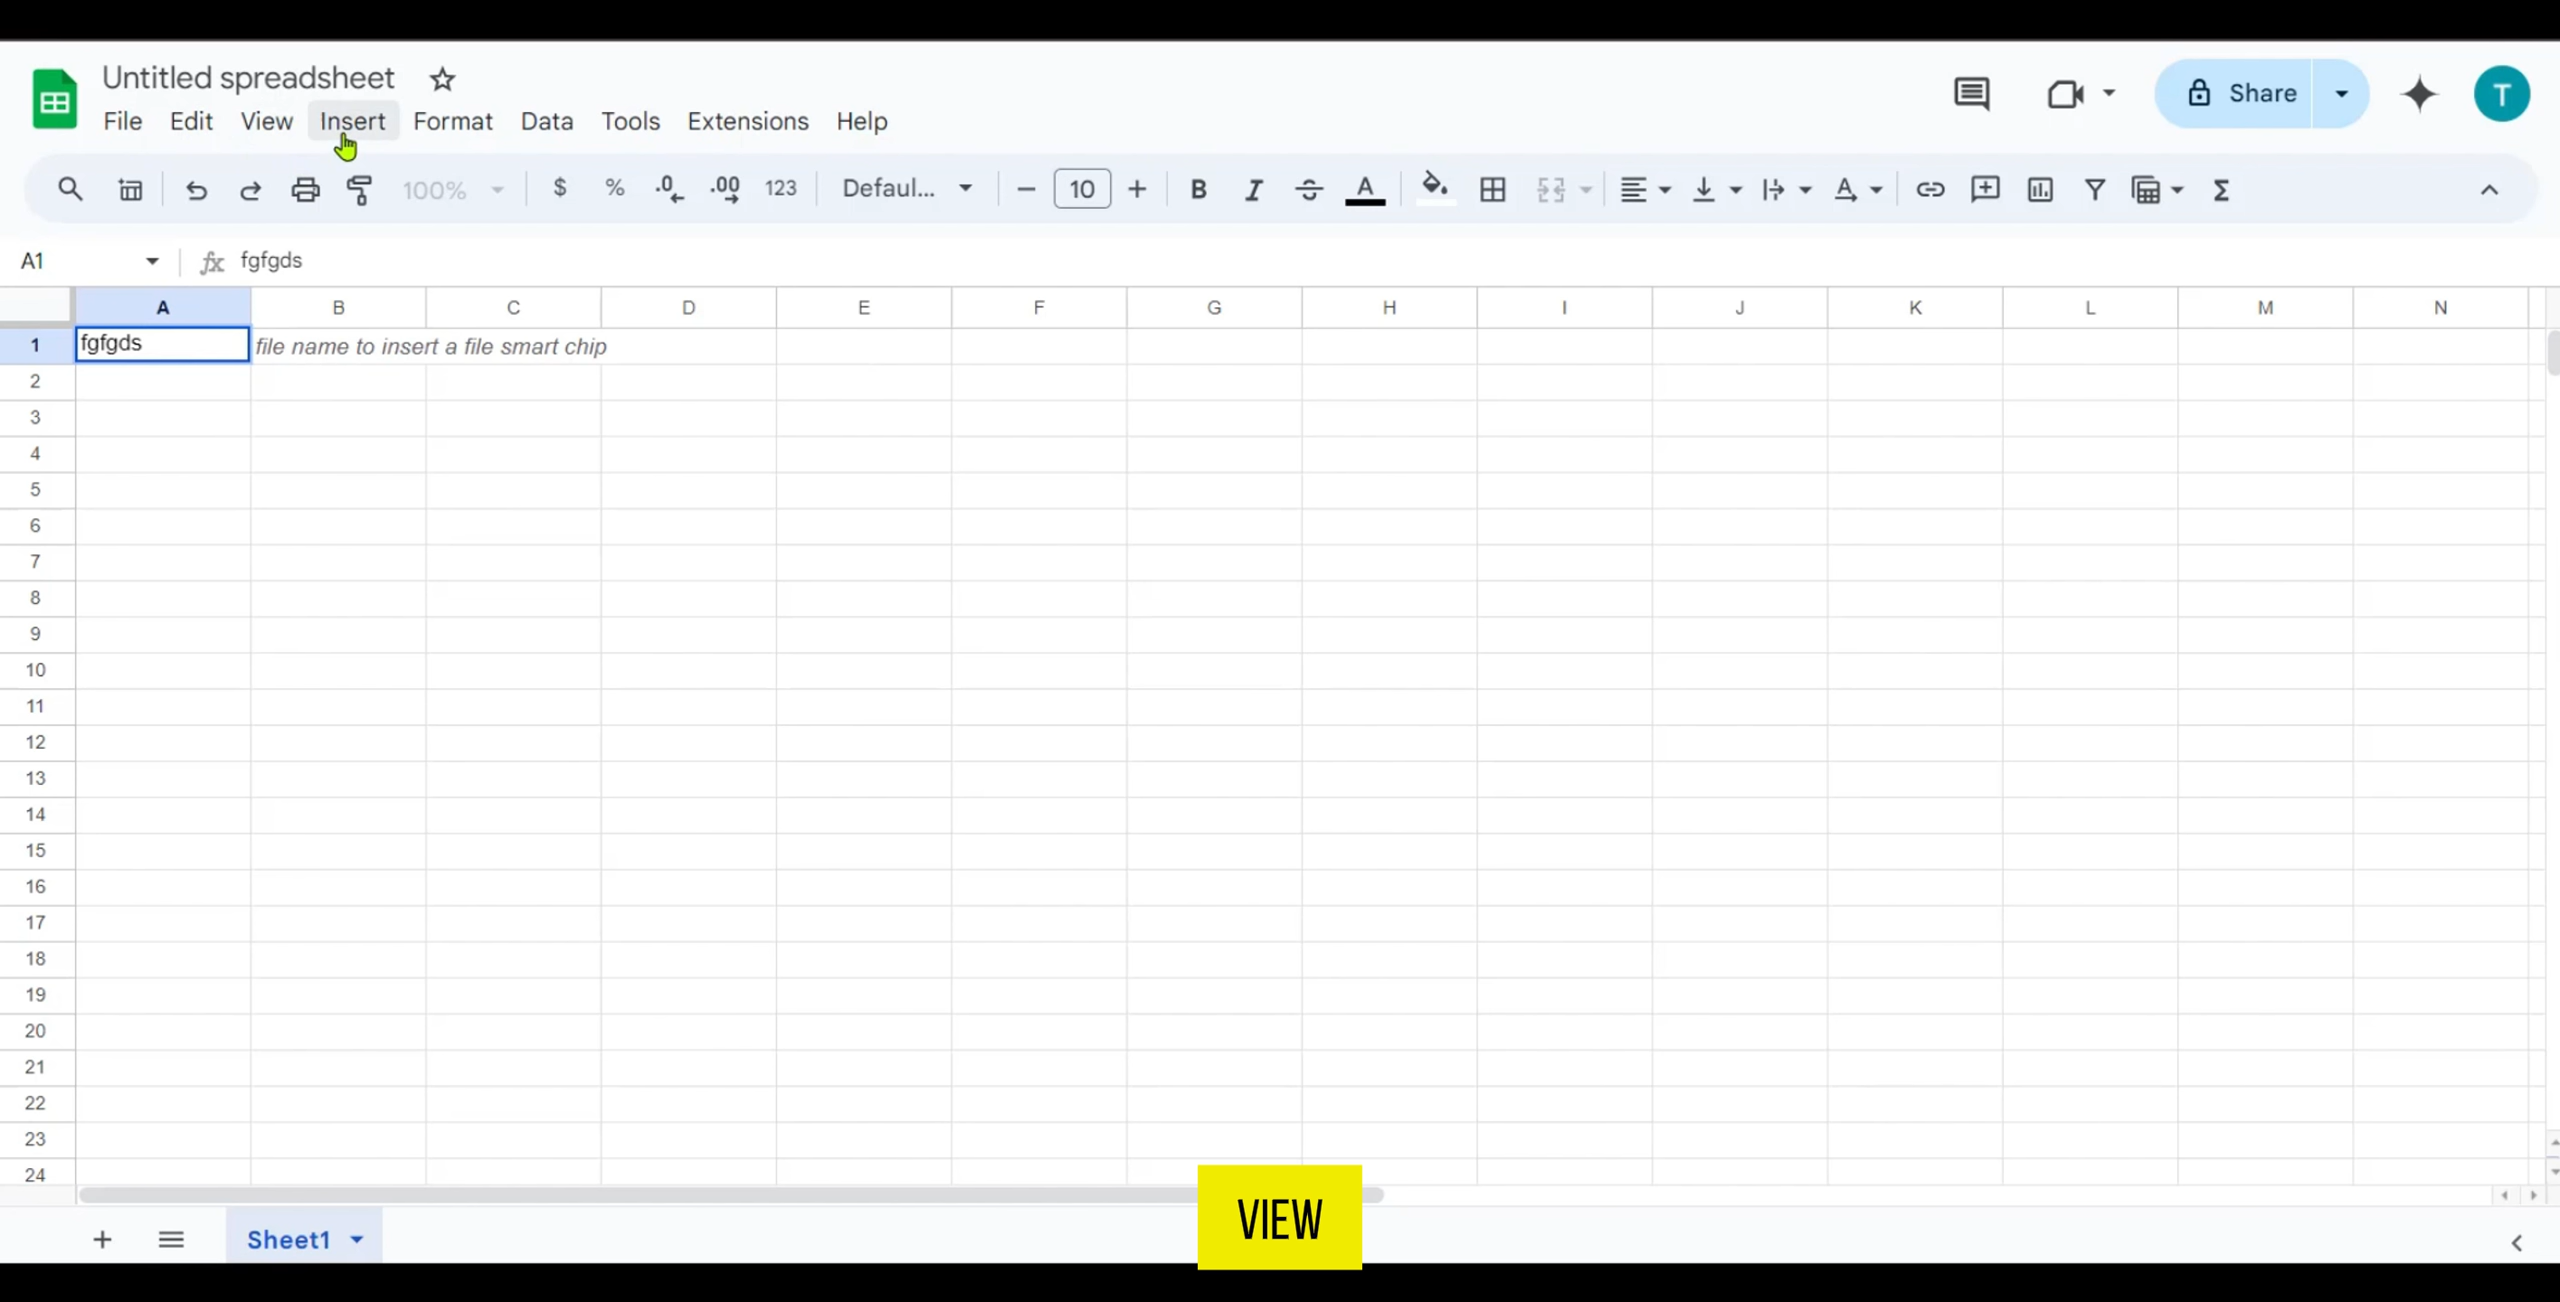 Untitled spreadsheet
File Edit View Insert Format Data Tools Extensions Help
Share
T
100% $ % .0 .00 123 Defaul... − 10 + B I S A Σ
A1 fx fgfgds
A B C D E F G H I J K L M N
1 fgfgds file name to insert a file smart chip
2
3
4
5
6
7
8
9
10
11
12
13
14
15
16
17
18
19
20
21
22
23
24
VIEW
Sheet1